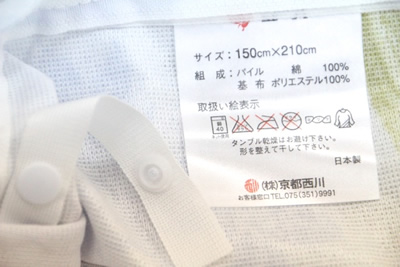 サイズ：150cm×210cm
組成：パイル 綿 100%
基布 ポリエステル100%
取扱い絵表示
40
タンブル乾燥はお避け下さい。
形を整えて干して下さい。
日本製
(株)京都西川
お客様窓口TEL.075(351)9991